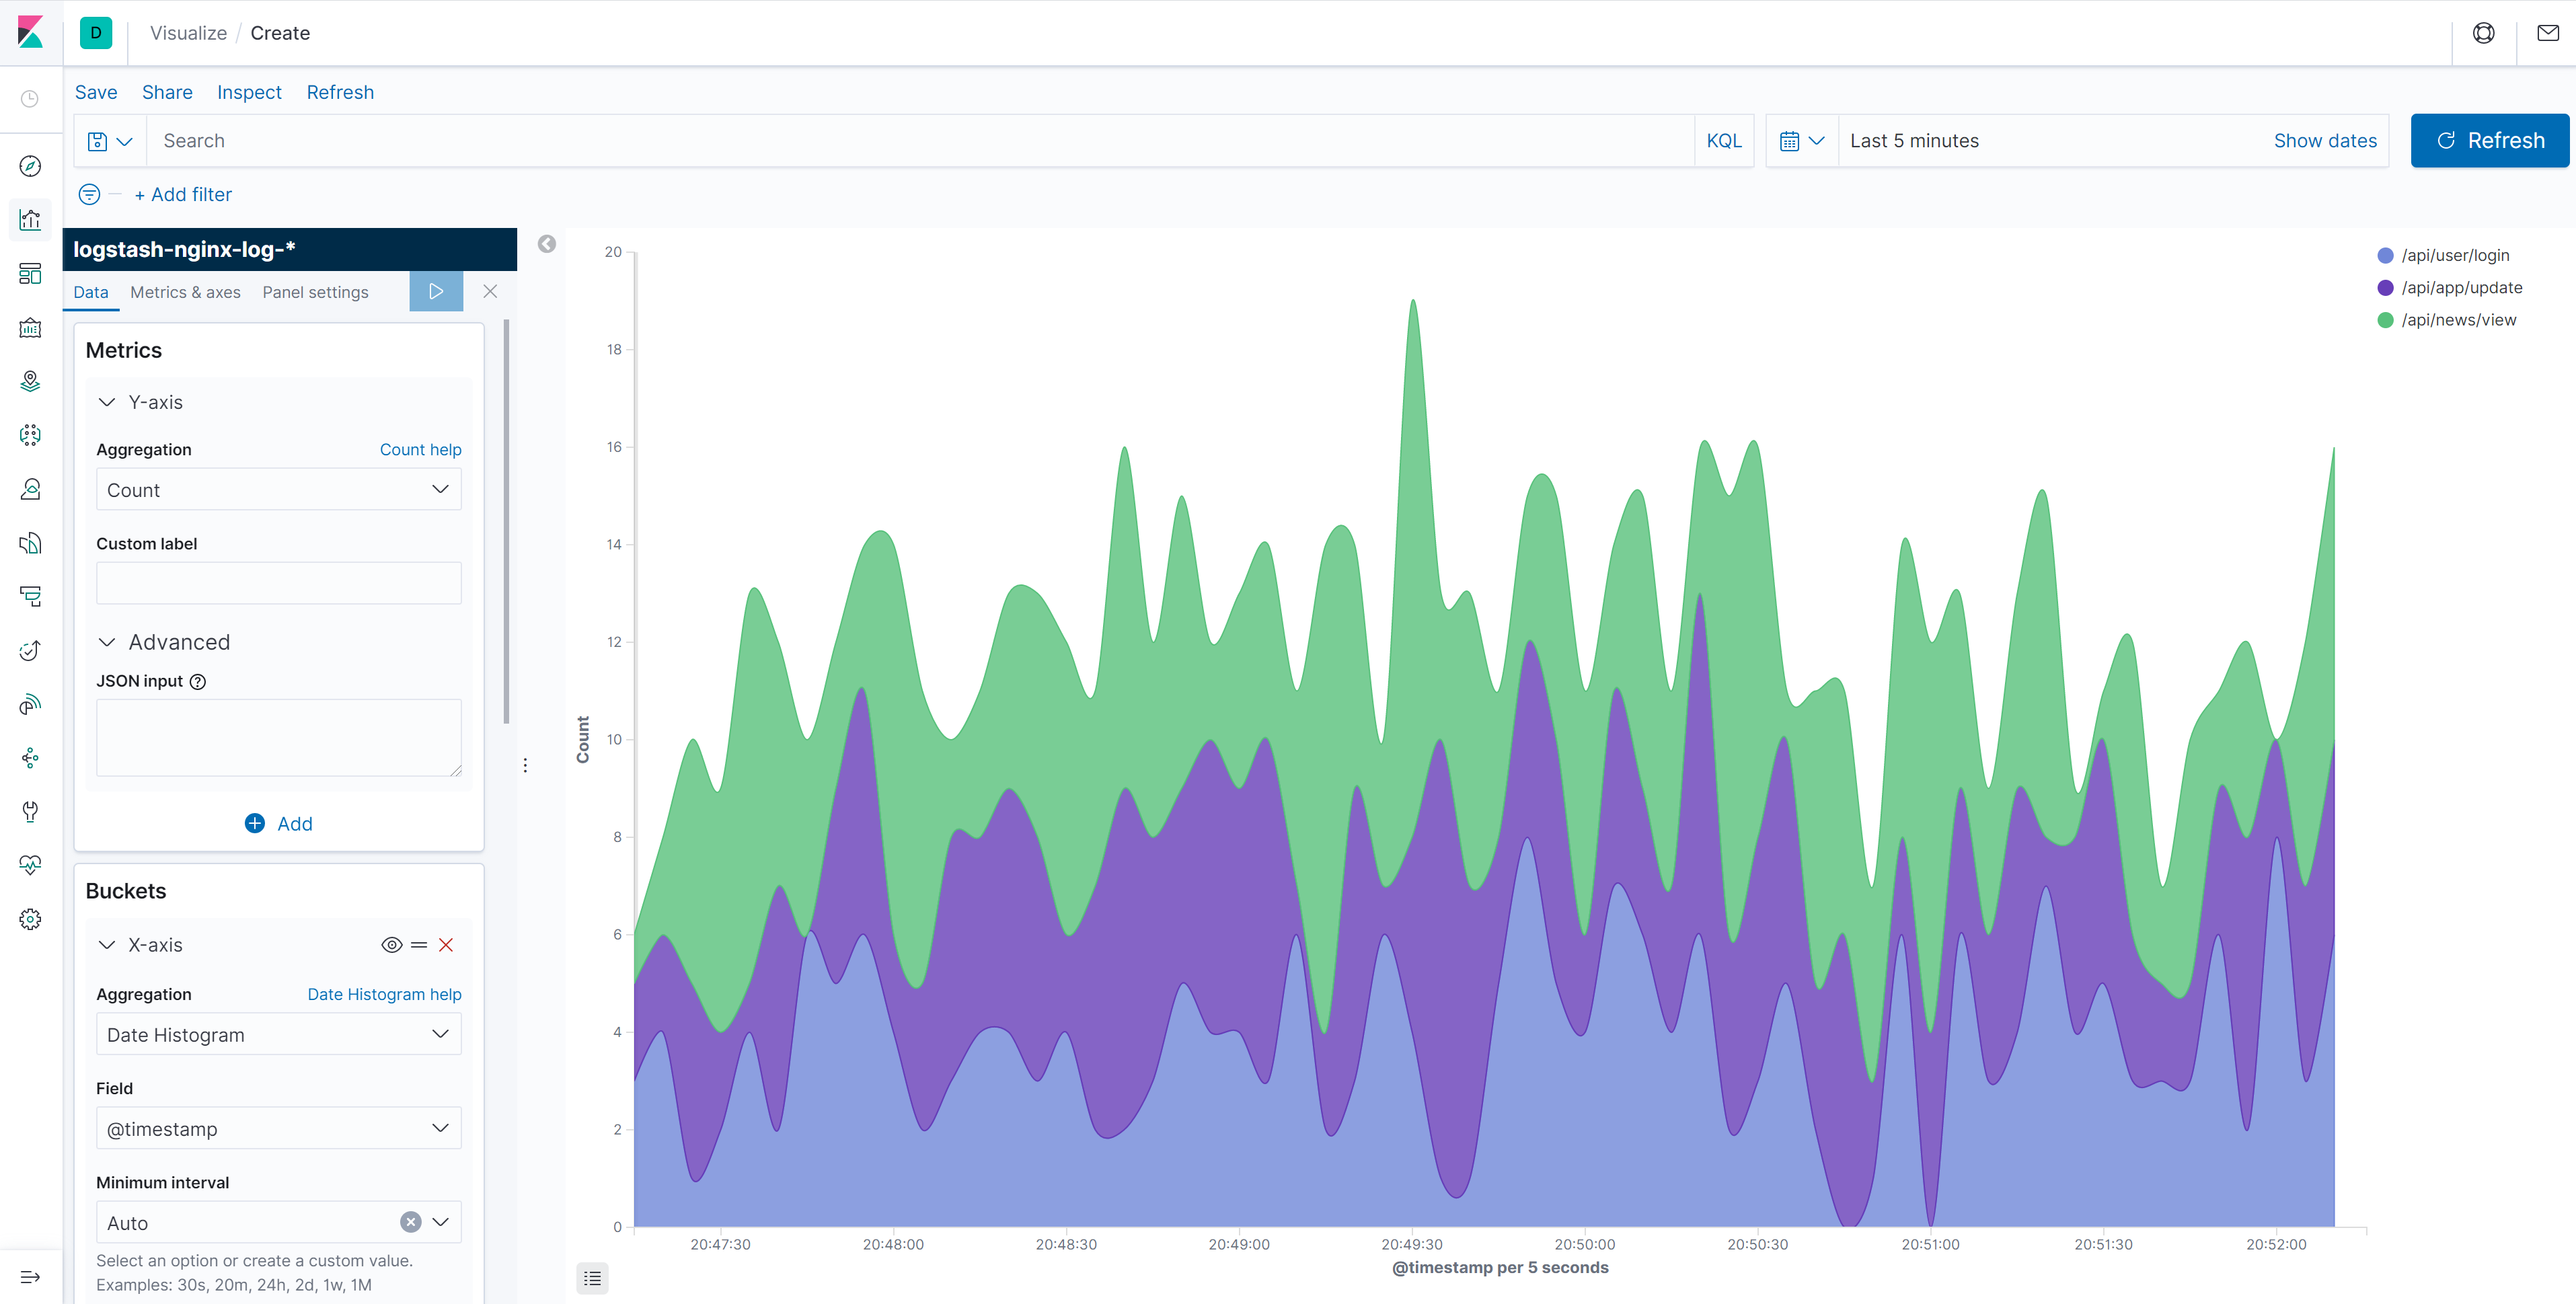 D
Visualize / Create
Save Share Inspect Refresh
Search KQL Last 5 minutes Show dates Refresh
+ Add filter
logstash-nginx-log-*
Data Metrics & axes Panel settings
Metrics
Y-axis
Aggregation Count help
Count
Custom label
Advanced
JSON input
Add
Buckets
X-axis
Aggregation Date Histogram help
Date Histogram
Field
@timestamp
Minimum interval
Auto
Select an option or create a custom value.
Examples: 30s, 20m, 24h, 2d, 1w, 1M
20
18
16
14
12
10
8
6
4
2
0
Count
20:47:30 20:48:00 20:48:30 20:49:00 20:49:30 20:50:00 20:50:30 20:51:00 20:51:30 20:52:00
@timestamp per 5 seconds
/api/user/login
/api/app/update
/api/news/view